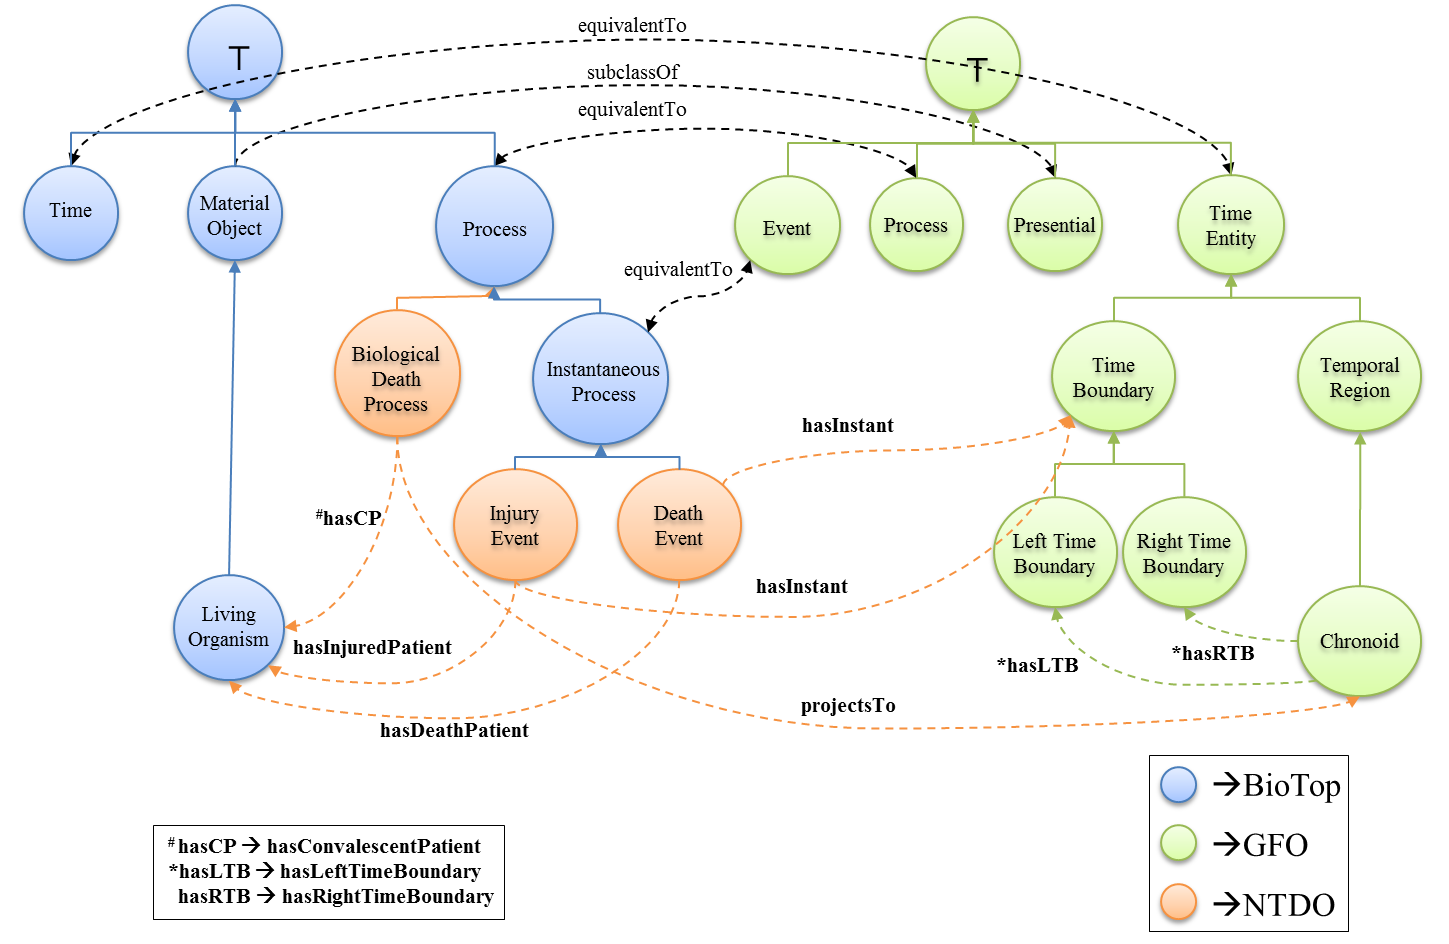 equivalentTo
T
T
subclassOf
equivalentTo
Time
Material
Object
Process
Event
Process
Presential
Time
Entity
equivalentTo
Biological
Death
Process
Instantaneous
Process
Time
Boundary
Temporal
Region
hasInstant
#hasCP
Injury
Event
Death
Event
Left Time
Boundary
Right Time
Boundary
hasInstant
Living
Organism
hasInjuredPatient
*hasLTB
*hasRTB
Chronoid
projectsTo
hasDeathPatient
→BioTop
→GFO
→NTDO
#hasCP → hasConvalescentPatient
*hasLTB → hasLeftTimeBoundary
hasRTB → hasRightTimeBoundary